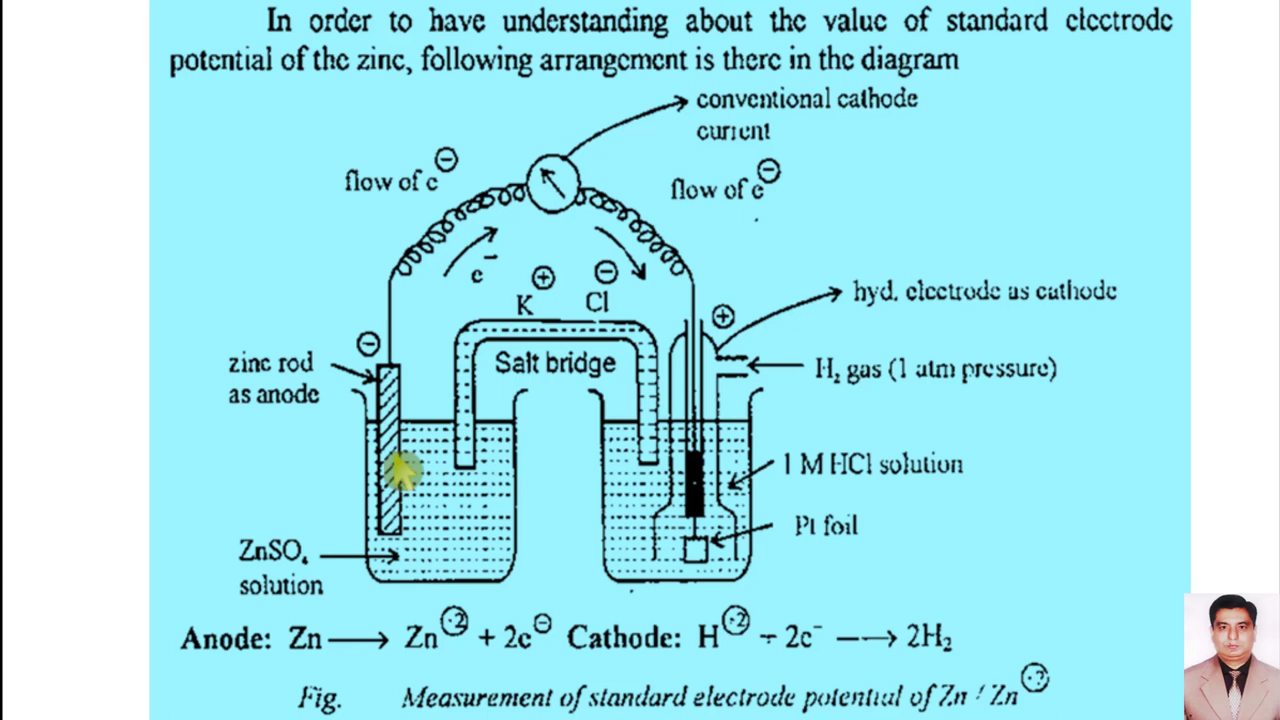 In order to have understanding about the value of standard electrode
potential of the zinc, following arrangement is there in the diagram
conventional cathode
current
flow of e⊖
flow of e⊖
e⁻
K⊕
Cl⊖
hyd. electrode as cathode
⊖
⊕
zinc rod
as anode
Salt bridge
H₂ gas (1 atm pressure)
1 M HCl solution
Pt foil
ZnSO₄
solution
Anode: Zn → Zn + 2e⊖ Cathode: H + 2e⁻ → 2H₂
Fig. Measurement of standard electrode potential of Zn / Zn